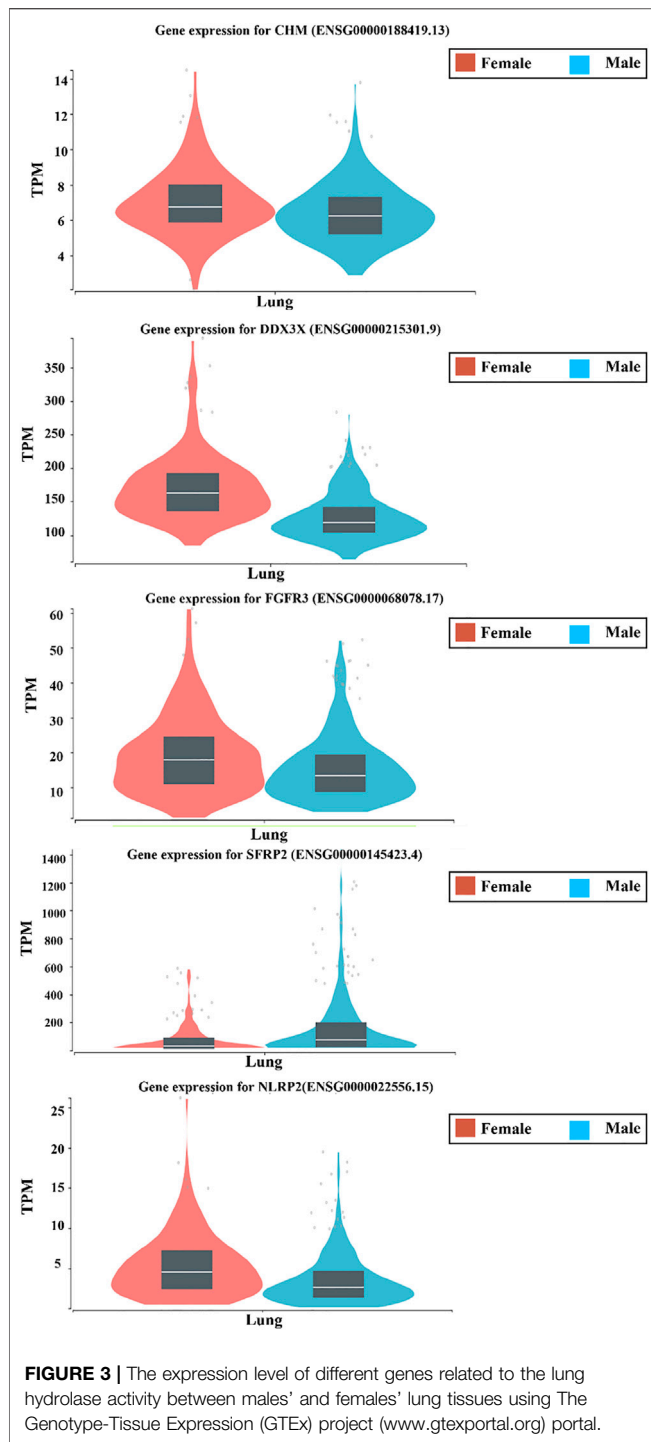 Gene expression for CHM (ENSG00000188419.13)
Female Male
14
12
10
8
6
4
TPM
Lung
Gene expression for DDX3X (ENSG00000215301.9)
Female Male
350
300
250
200
150
100
TPM
Lung
Gene expression for FGFR3 (ENSG0000068078.17)
Female Male
60
50
40
30
20
10
TPM
Lung
Gene expression for SFRP2 (ENSG00000145423.4)
Female Male
1400
1200
1000
800
600
400
200
TPM
Lung
Gene expression for NLRP2(ENSG0000022556.15)
Female Male
25
20
15
10
5
TPM
Lung
FIGURE 3 | The expression level of different genes related to the lung
hydrolase activity between males' and females' lung tissues using The
Genotype-Tissue Expression (GTEx) project (www.gtexportal.org) portal.